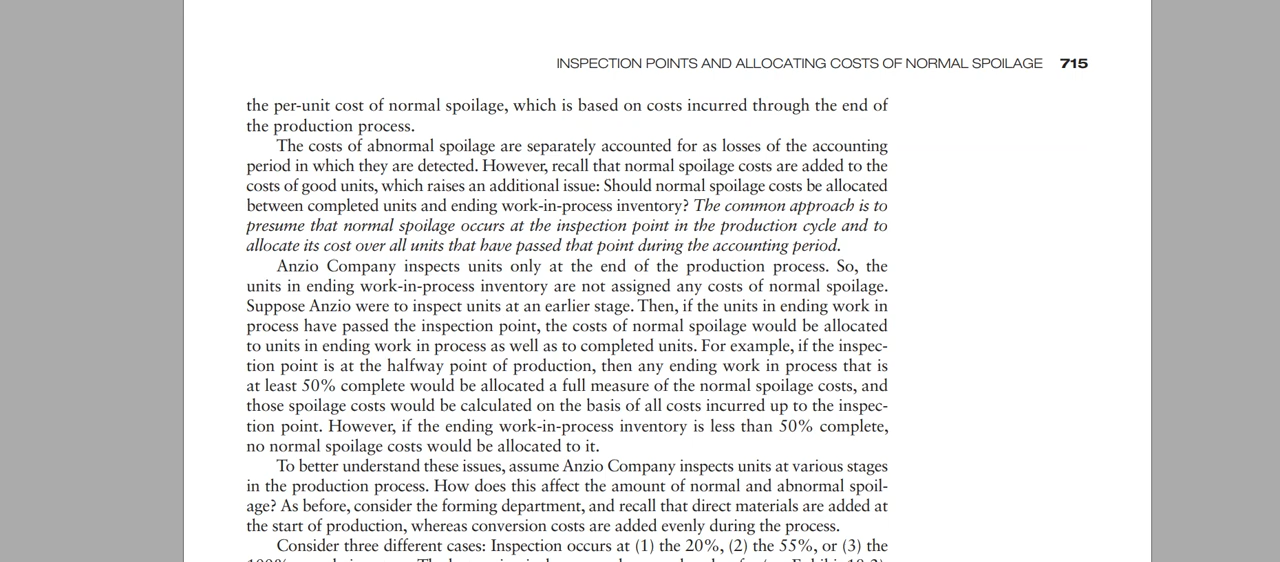 INSPECTION POINTS AND ALLOCATING COSTS OF NORMAL SPOILAGE 715
the per-unit cost of normal spoilage, which is based on costs incurred through the end of
the production process.
The costs of abnormal spoilage are separately accounted for as losses of the accounting
period in which they are detected. However, recall that normal spoilage costs are added to the
costs of good units, which raises an additional issue: Should normal spoilage costs be allocated
between completed units and ending work-in-process inventory? The common approach is to
presume that normal spoilage occurs at the inspection point in the production cycle and to
allocate its cost over all units that have passed that point during the accounting period.
Anzio Company inspects units only at the end of the production process. So, the
units in ending work-in-process inventory are not assigned any costs of normal spoilage.
Suppose Anzio were to inspect units at an earlier stage. Then, if the units in ending work in
process have passed the inspection point, the costs of normal spoilage would be allocated
to units in ending work in process as well as to completed units. For example, if the inspec-
tion point is at the halfway point of production, then any ending work in process that is
at least 50% complete would be allocated a full measure of the normal spoilage costs, and
those spoilage costs would be calculated on the basis of all costs incurred up to the inspec-
tion point. However, if the ending work-in-process inventory is less than 50% complete,
no normal spoilage costs would be allocated to it.
To better understand these issues, assume Anzio Company inspects units at various stages
in the production process. How does this affect the amount of normal and abnormal spoil-
age? As before, consider the forming department, and recall that direct materials are added at
the start of production, whereas conversion costs are added evenly during the process.
Consider three different cases: Inspection occurs at (1) the 20%, (2) the 55%, or (3) the